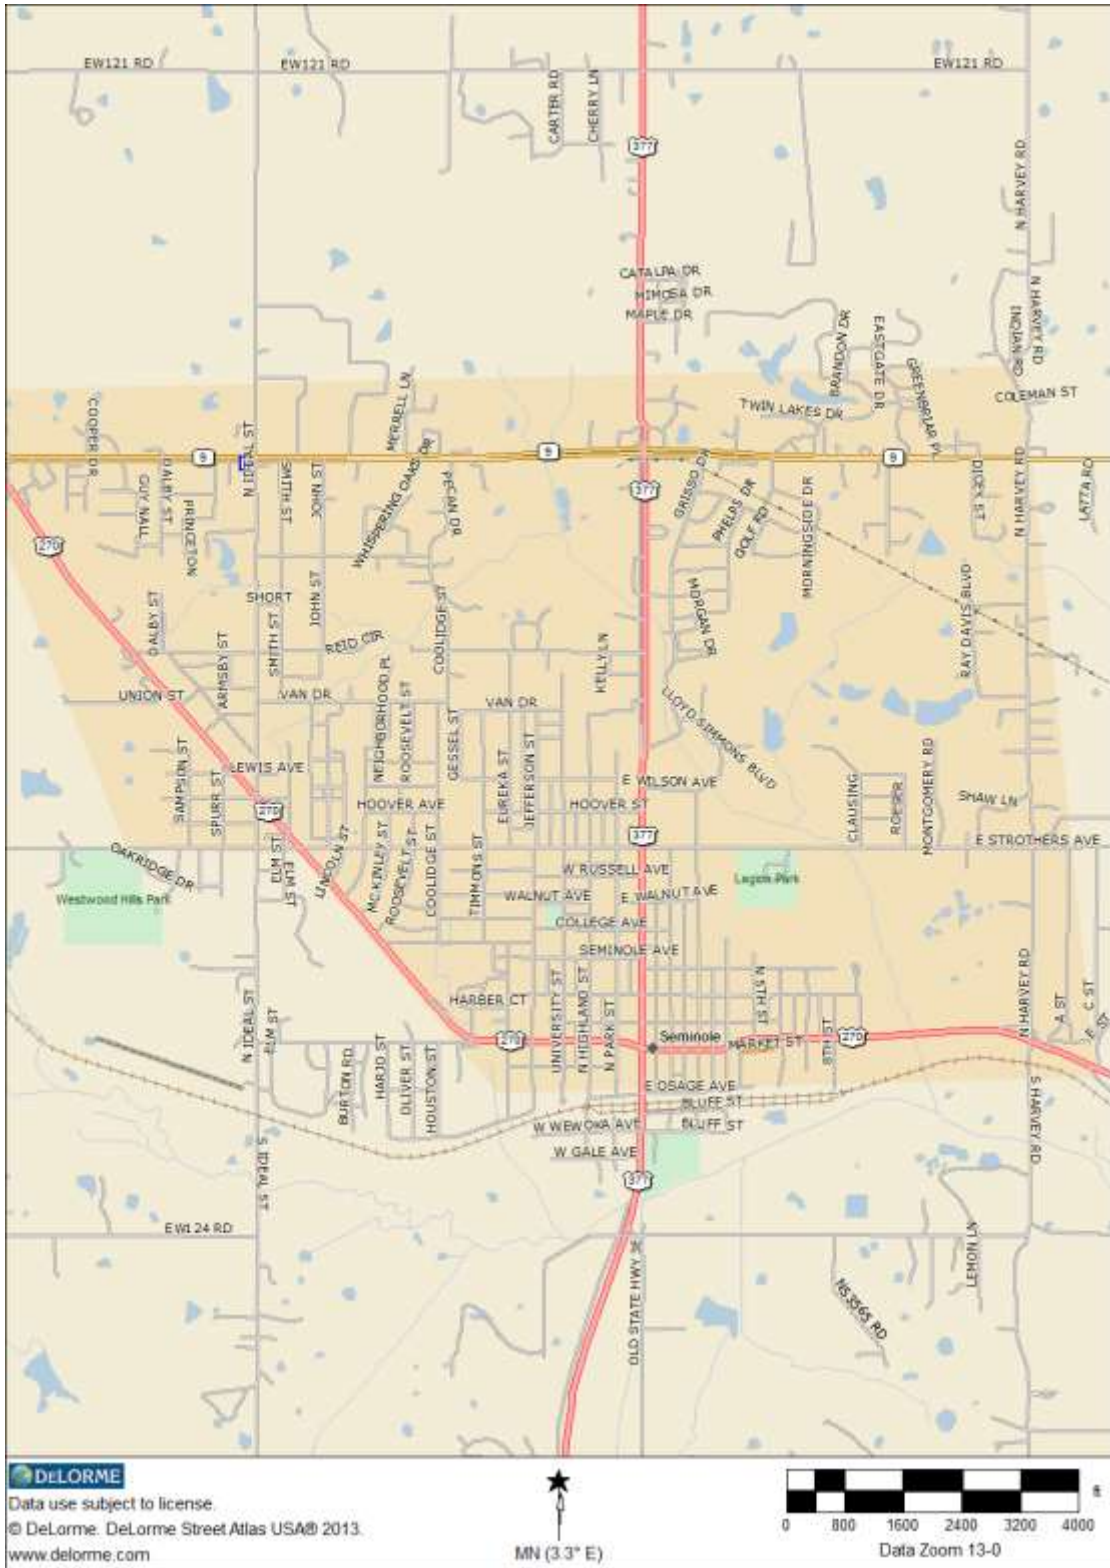 EW121 RD
EW121 RD
EW121 RD
CARTER RD
CHERRY LN
377
N HARVEY RD
CATALPA DR
MIMOSA DR
MAPLE DR
N HARVEY RD
INDIAN RD
BRANDON DR
EASTGATE DR
GREENBRIAR PL
COLEMAN ST
TWIN LAKES DR
MERRELL LN
COOPER DR
N IDEAL ST
9
9
9
WHISPERING OAKS DR
PECAN DR
377
GRISSO DR
PHELPS DR
GOLF RD
MORNINGSIDE DR
DICEY ST
N HARVEY RD
LATTA RD
GUY NALL
DALBY ST
PRINCETON
SMITH ST
JOHN ST
270
SHORT
DALBY ST
ARMSBY ST
SMITH ST
JOHN ST
REID CIR
COOLIDGE ST
KELLY LN
MORGAN DR
RAY DAVIS BLVD
UNION ST
VAN DR
NEIGHBORHOOD PL
ROOSEVELT ST
VAN DR
LLOYD SIMMONS BLVD
SAMPSON ST
SPURR ST
LEWIS AVE
GESSEL ST
EUREKA ST
JEFFERSON ST
E WILSON AVE
CLAUSING
ROESER
MONTGOMERY RD
SHAW LN
270
HOOVER AVE
HOOVER ST
377
E STROTHERS AVE
OAKRIDGE DR
ELM ST
ELM ST
LINCOLN ST
MCKINLEY ST
ROOSEVELT ST
COOLIDGE ST
TIMMONS ST
W RUSSELL AVE
Westwood Hills Park
WALNUT AVE
E WALNUT AVE
COLLEGE AVE
SEMINOLE AVE
HARBER CT
UNIVERSITY ST
N HIGHLAND ST
N PARK ST
N 5TH ST
8TH ST
N HARVEY RD
A ST
C ST
E ST
N IDEAL ST
ELM ST
270
Seminole
MARKET ST
270
BURTON RD
HARJO ST
OLIVER ST
HOUSTON ST
E OSAGE AVE
BLUFF ST
W WEWOKA AVE
BLUFF ST
W GALE AVE
377
S HARVEY RD
S IDEAL ST
EW124 RD
OLD STATE HWY
NS3565 RD
LEMON LN
DELORME
Data use subject to license.
© DeLorme. DeLorme Street Atlas USA® 2013.
www.delorme.com
MN (3.3° E)
ft
0 800 1600 2400 3200 4000
Data Zoom 13-0